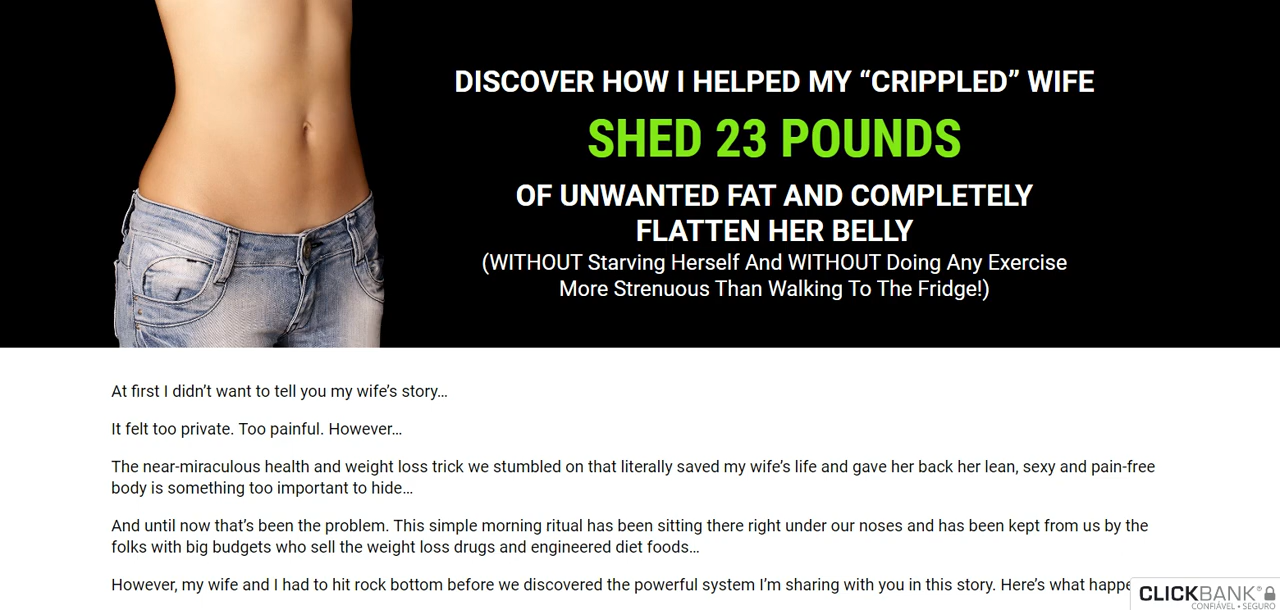 DISCOVER HOW I HELPED MY “CRIPPLED” WIFE
SHED 23 POUNDS
OF UNWANTED FAT AND COMPLETELY
FLATTEN HER BELLY
(WITHOUT Starving Herself And WITHOUT Doing Any Exercise
More Strenuous Than Walking To The Fridge!)
At first I didn’t want to tell you my wife’s story…
It felt too private. Too painful. However…
The near-miraculous health and weight loss trick we stumbled on that literally saved my wife’s life and gave her back her lean, sexy and pain-free
body is something too important to hide…
And until now that’s been the problem. This simple morning ritual has been sitting there right under our noses and has been kept from us by the
folks with big budgets who sell the weight loss drugs and engineered diet foods…
However, my wife and I had to hit rock bottom before we discovered the powerful system I’m sharing with you in this story. Here’s what happe
CLICKBANK®
CONFIÁVEL • SEGURO